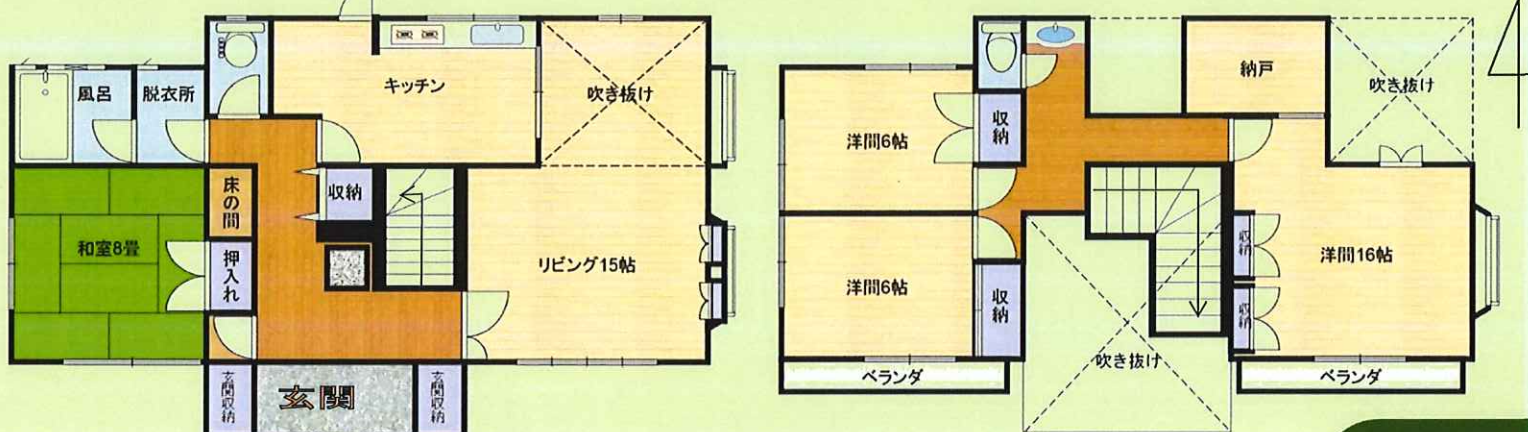 風呂
脱衣所
キッチン
吹き抜け
床の間
収納
和室8畳
押入れ
リビング15帖
玄関収納
玄関
玄関収納
納戸
吹き抜け
洋間6帖
収納
洋間6帖
収納
収納
洋間16帖
収納
吹き抜け
ベランダ
ベランダ